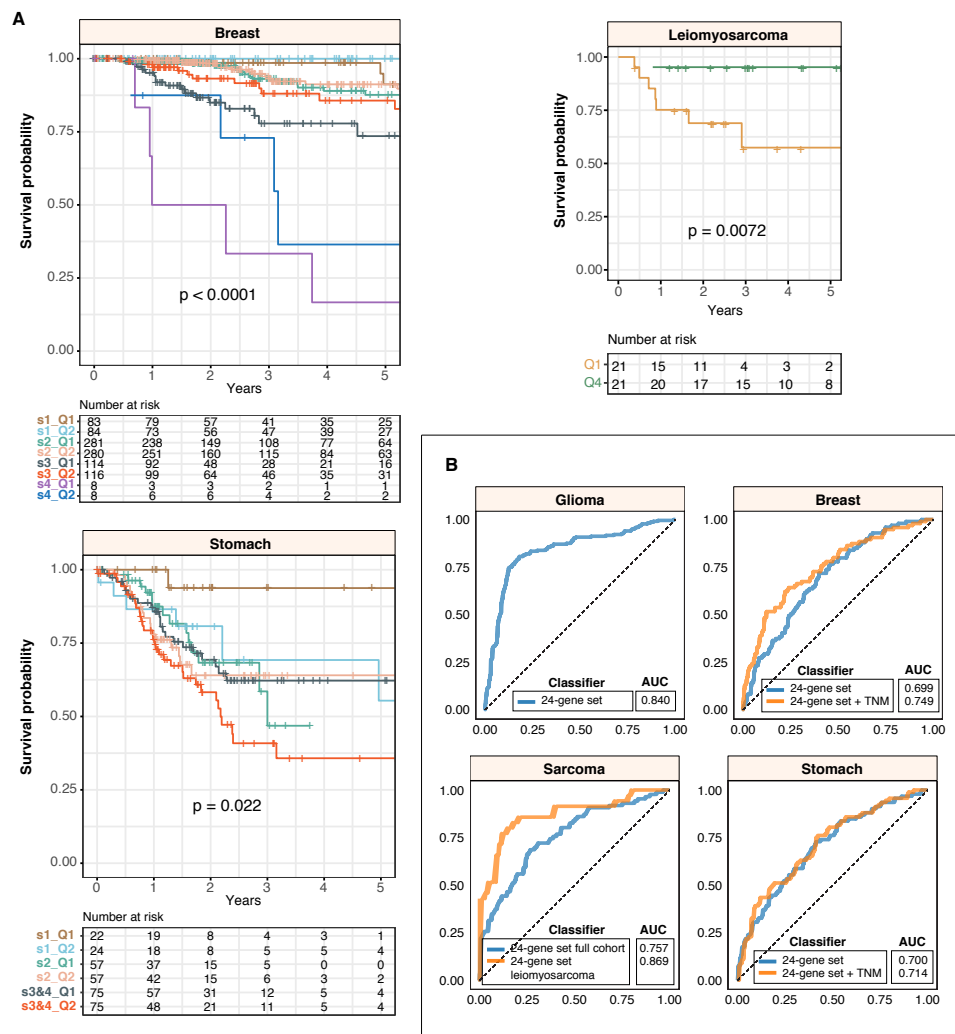 A
Breast
Survival probability
1.00
0.75
0.50
0.25
0.00
p < 0.0001
0 1 2 3 4 5
Years
Number at risk
s1_Q1 83 79 57 41 35 25
s1_Q2 84 73 56 47 39 27
s2_Q1 281 238 149 108 77 64
s2_Q2 280 251 160 115 84 63
s3_Q1 114 92 48 28 21 16
s3_Q2 116 99 64 46 35 31
s4_Q1 8 3 3 2 1 1
s4_Q2 8 6 6 4 2 2
Leiomyosarcoma
Survival probability
1.00
0.75
0.50
0.25
0.00
p = 0.0072
0 1 2 3 4 5
Years
Number at risk
Q1 21 15 11 4 3 2
Q4 21 20 17 15 10 8
Stomach
Survival probability
1.00
0.75
0.50
0.25
0.00
p = 0.022
0 1 2 3 4 5
Years
Number at risk
s1_Q1 22 19 8 4 3 1
s1_Q2 24 18 8 5 5 4
s2_Q1 57 37 15 5 0 0
s2_Q2 57 42 15 6 3 2
s3&4_Q1 75 57 31 12 5 4
s3&4_Q2 75 48 21 11 5 4
B
Glioma
1.00
0.75
0.50
0.25
0.00
Classifier AUC
24-gene set 0.840
0.00 0.25 0.50 0.75 1.00
Breast
1.00
0.75
0.50
0.25
0.00
Classifier AUC
24-gene set 0.699
24-gene set + TNM 0.749
0.00 0.25 0.50 0.75 1.00
Sarcoma
1.00
0.75
0.50
0.25
0.00
Classifier AUC
24-gene set full cohort 0.757
24-gene set 0.869
leiomyosarcoma
0.00 0.25 0.50 0.75 1.00
Stomach
1.00
0.75
0.50
0.25
0.00
Classifier AUC
24-gene set 0.700
24-gene set + TNM 0.714
0.00 0.25 0.50 0.75 1.00